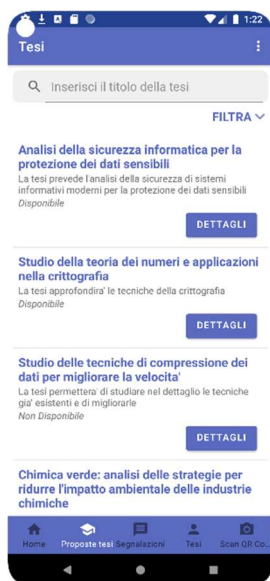 1:22
Tesi
Inserisci il titolo della tesi
FILTRA
Analisi della sicurezza informatica per la
protezione dei dati sensibili
La tesi prevede l'analisi della sicurezza di sistemi
informativi moderni per la protezione dei dati sensibili
Disponibile
DETTAGLI
Studio della teoria dei numeri e applicazioni
nella crittografia
La tesi approfondira' le tecniche della crittografia
Disponibile
DETTAGLI
Studio delle tecniche di compressione dei
dati per migliorare la velocita'
La tesi permettera' di studiare nel dettaglio le tecniche
gia' esistenti e di migliorarle
Non Disponibile
DETTAGLI
Chimica verde: analisi delle strategie per
ridurre l'impatto ambientale delle industrie
chimiche
Home Proposte tesi Segnalazioni Tesi Scan QR Co...